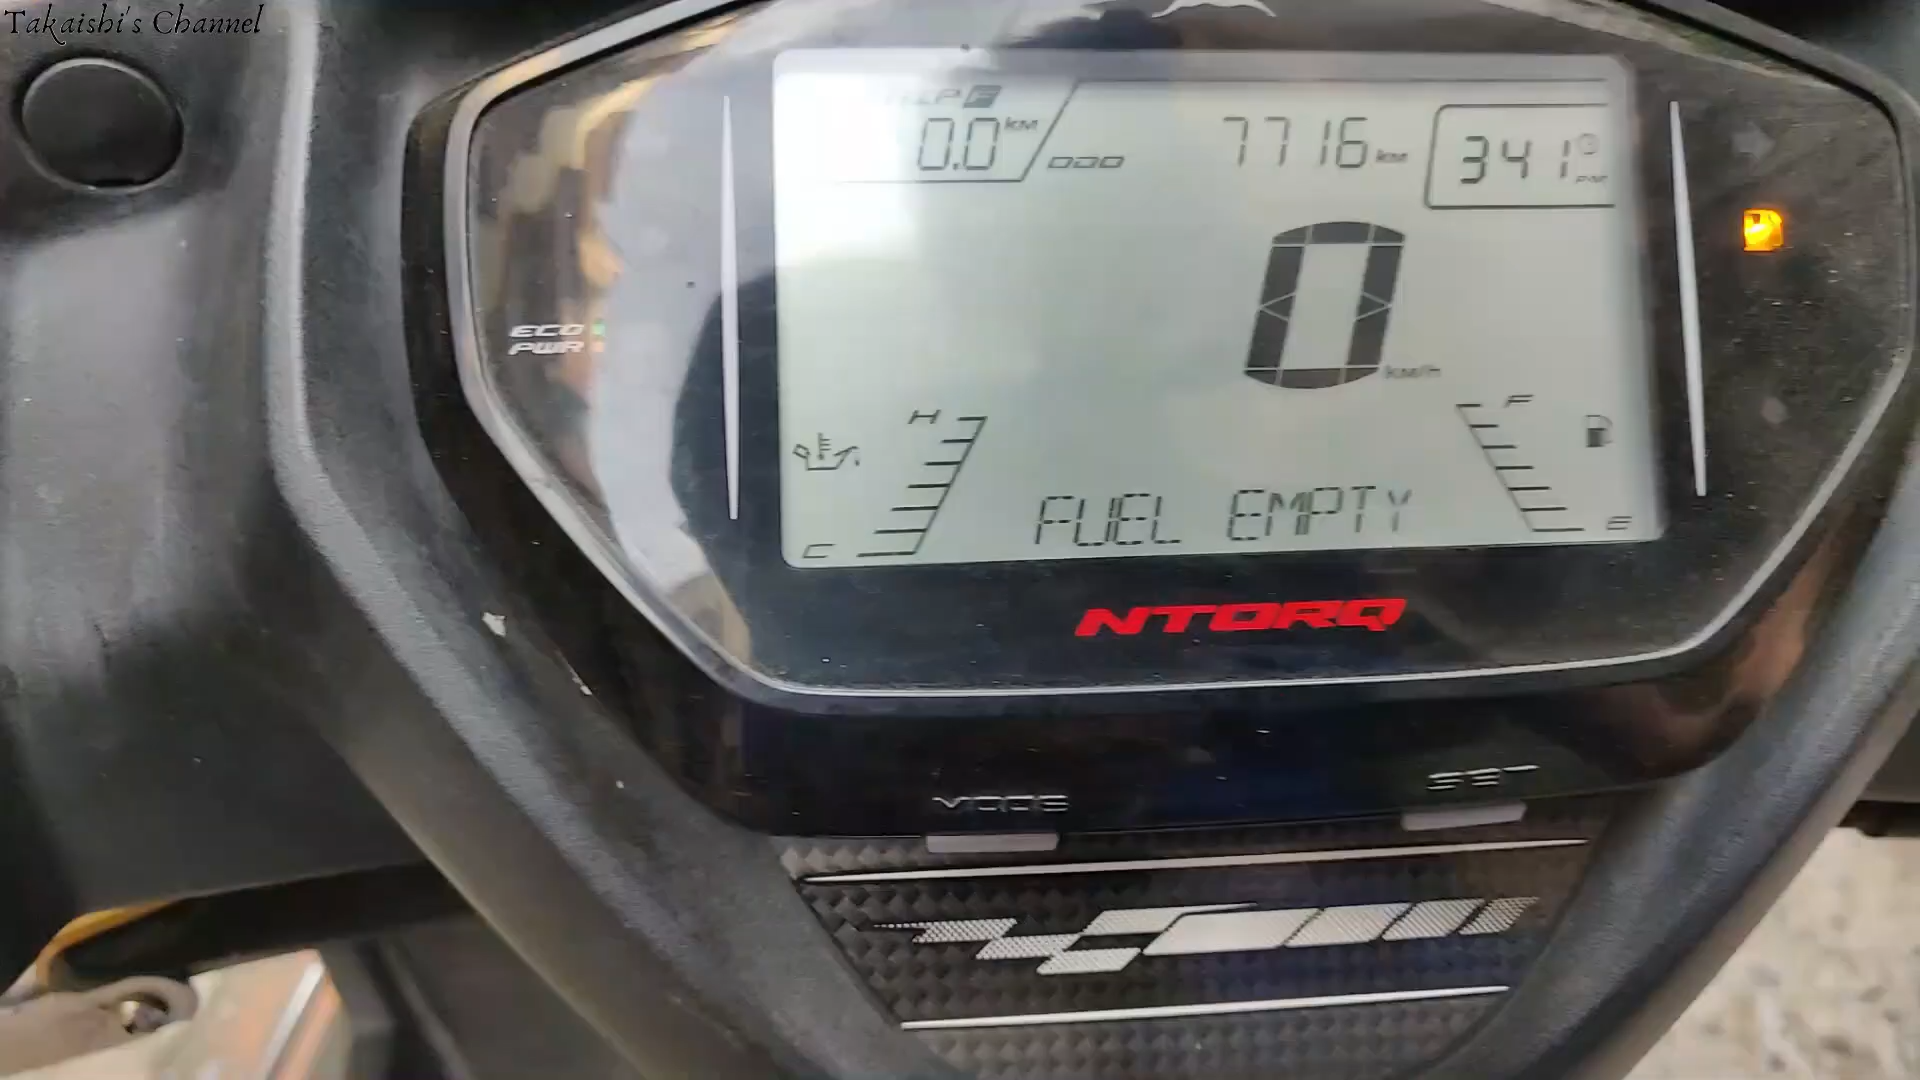 Takaishi's Channel
TRIP F
0.0 km
7716 km
3 41
PM
ECO
PWR
0
km/h
H
C
F
E
FUEL EMPTY
NTORQ
MODE
SET